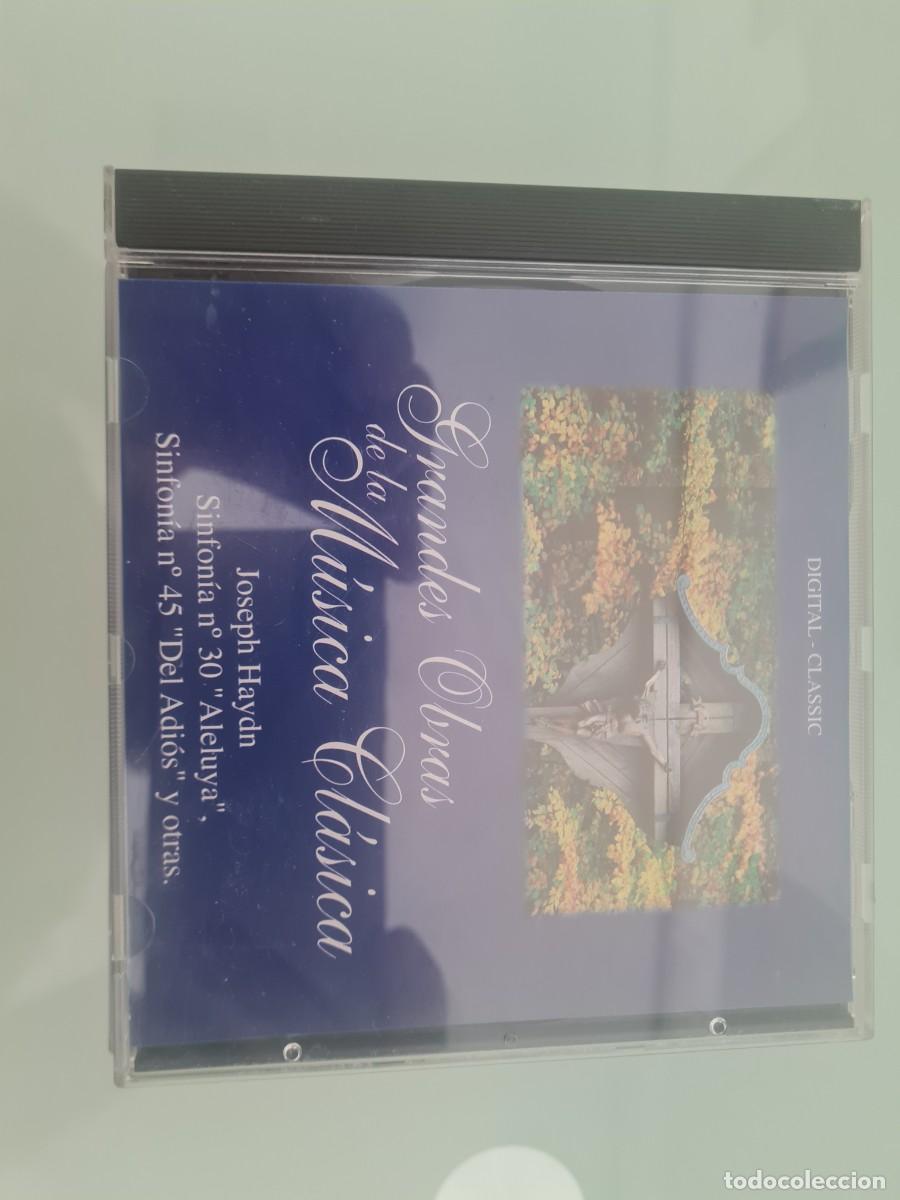 DIGITAL - CLASSIC
Grandes Obras
de la
Música Clásica
Joseph Haydn
Sinfonía nº 30 "Aleluya",
Sinfonía nº 45 "Del Adiós" y otras.
todocoleccion